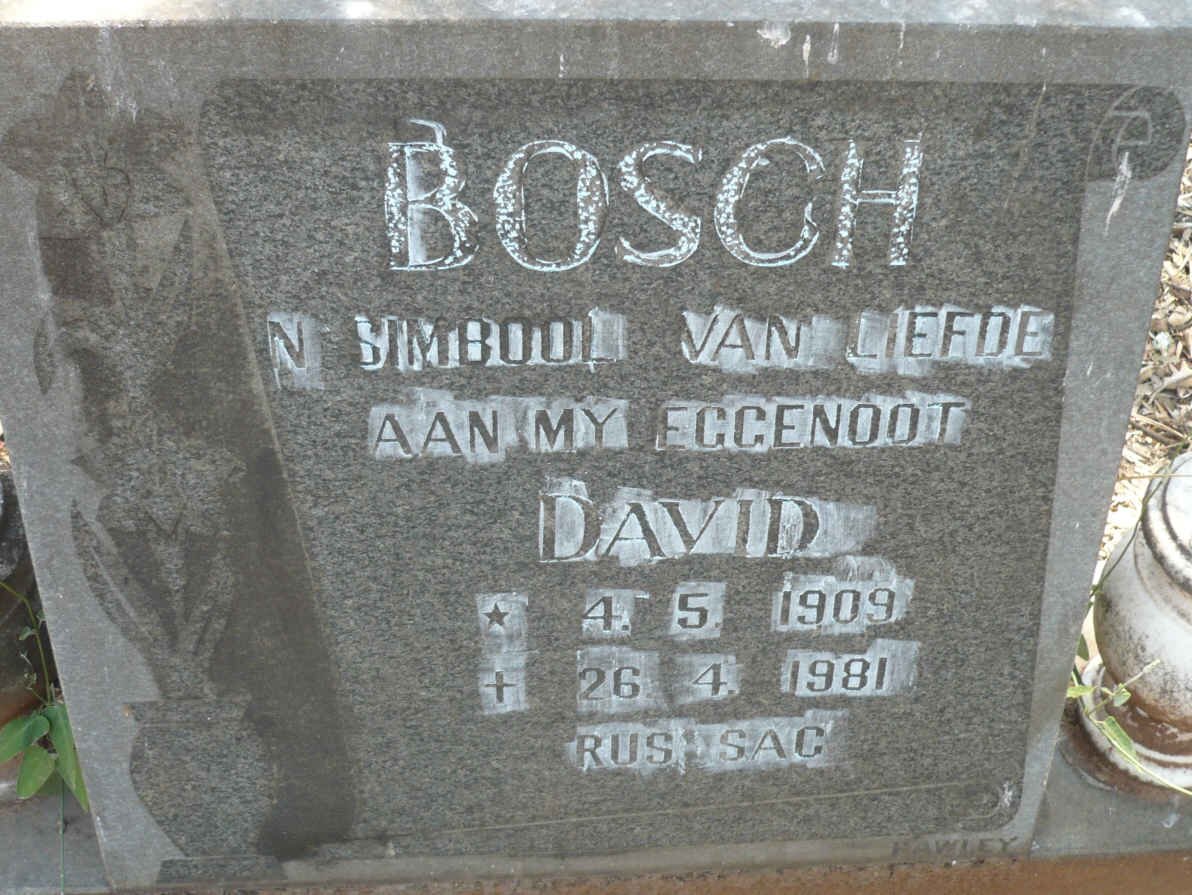 BOSCH
N SIMBOOL VAN LIEFDE
AAN MY EGGENOOT
DAVID
★ 4. 5. 1909
+ 26. 4. 1981
RUS SAG